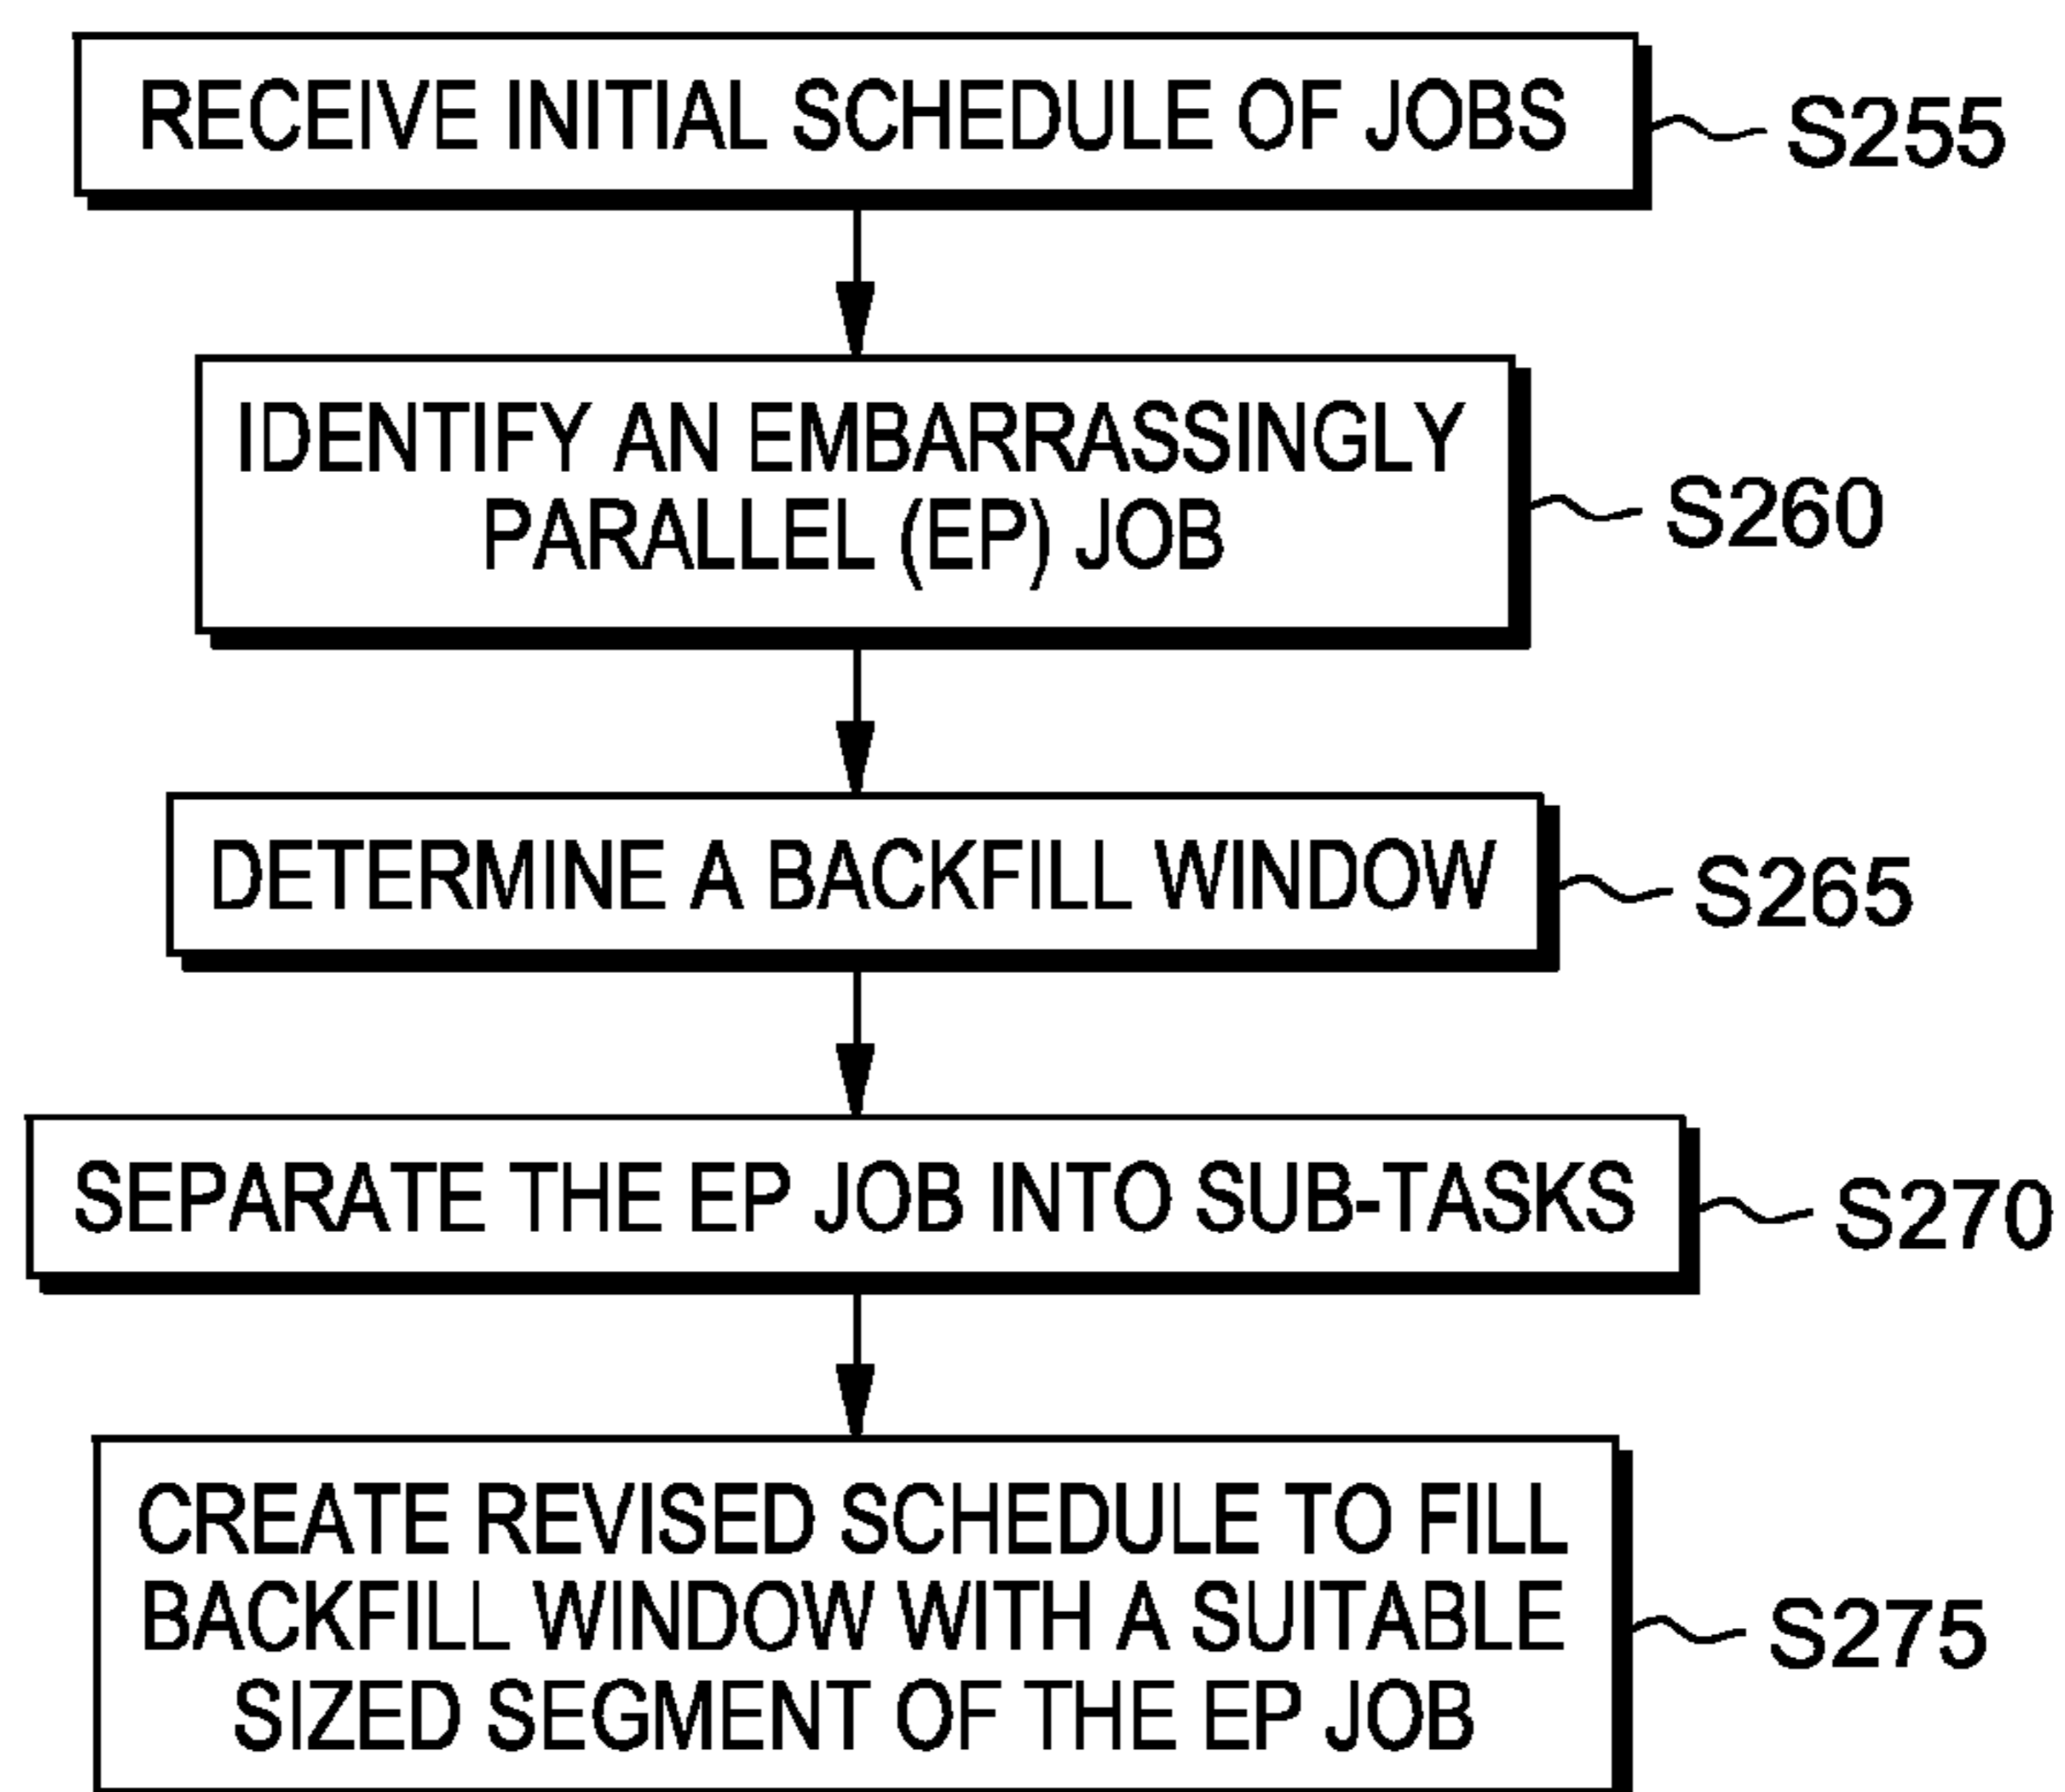 RECEIVE INITIAL SCHEDULE OF JOBS
S255
IDENTIFY AN EMBARRASSINGLY
PARALLEL (EP) JOB
S260
DETERMINE A BACKFILL WINDOW
S265
SEPARATE THE EP JOB INTO SUB-TASKS
S270
CREATE REVISED SCHEDULE TO FILL
BACKFILL WINDOW WITH A SUITABLE
SIZED SEGMENT OF THE EP JOB
S275